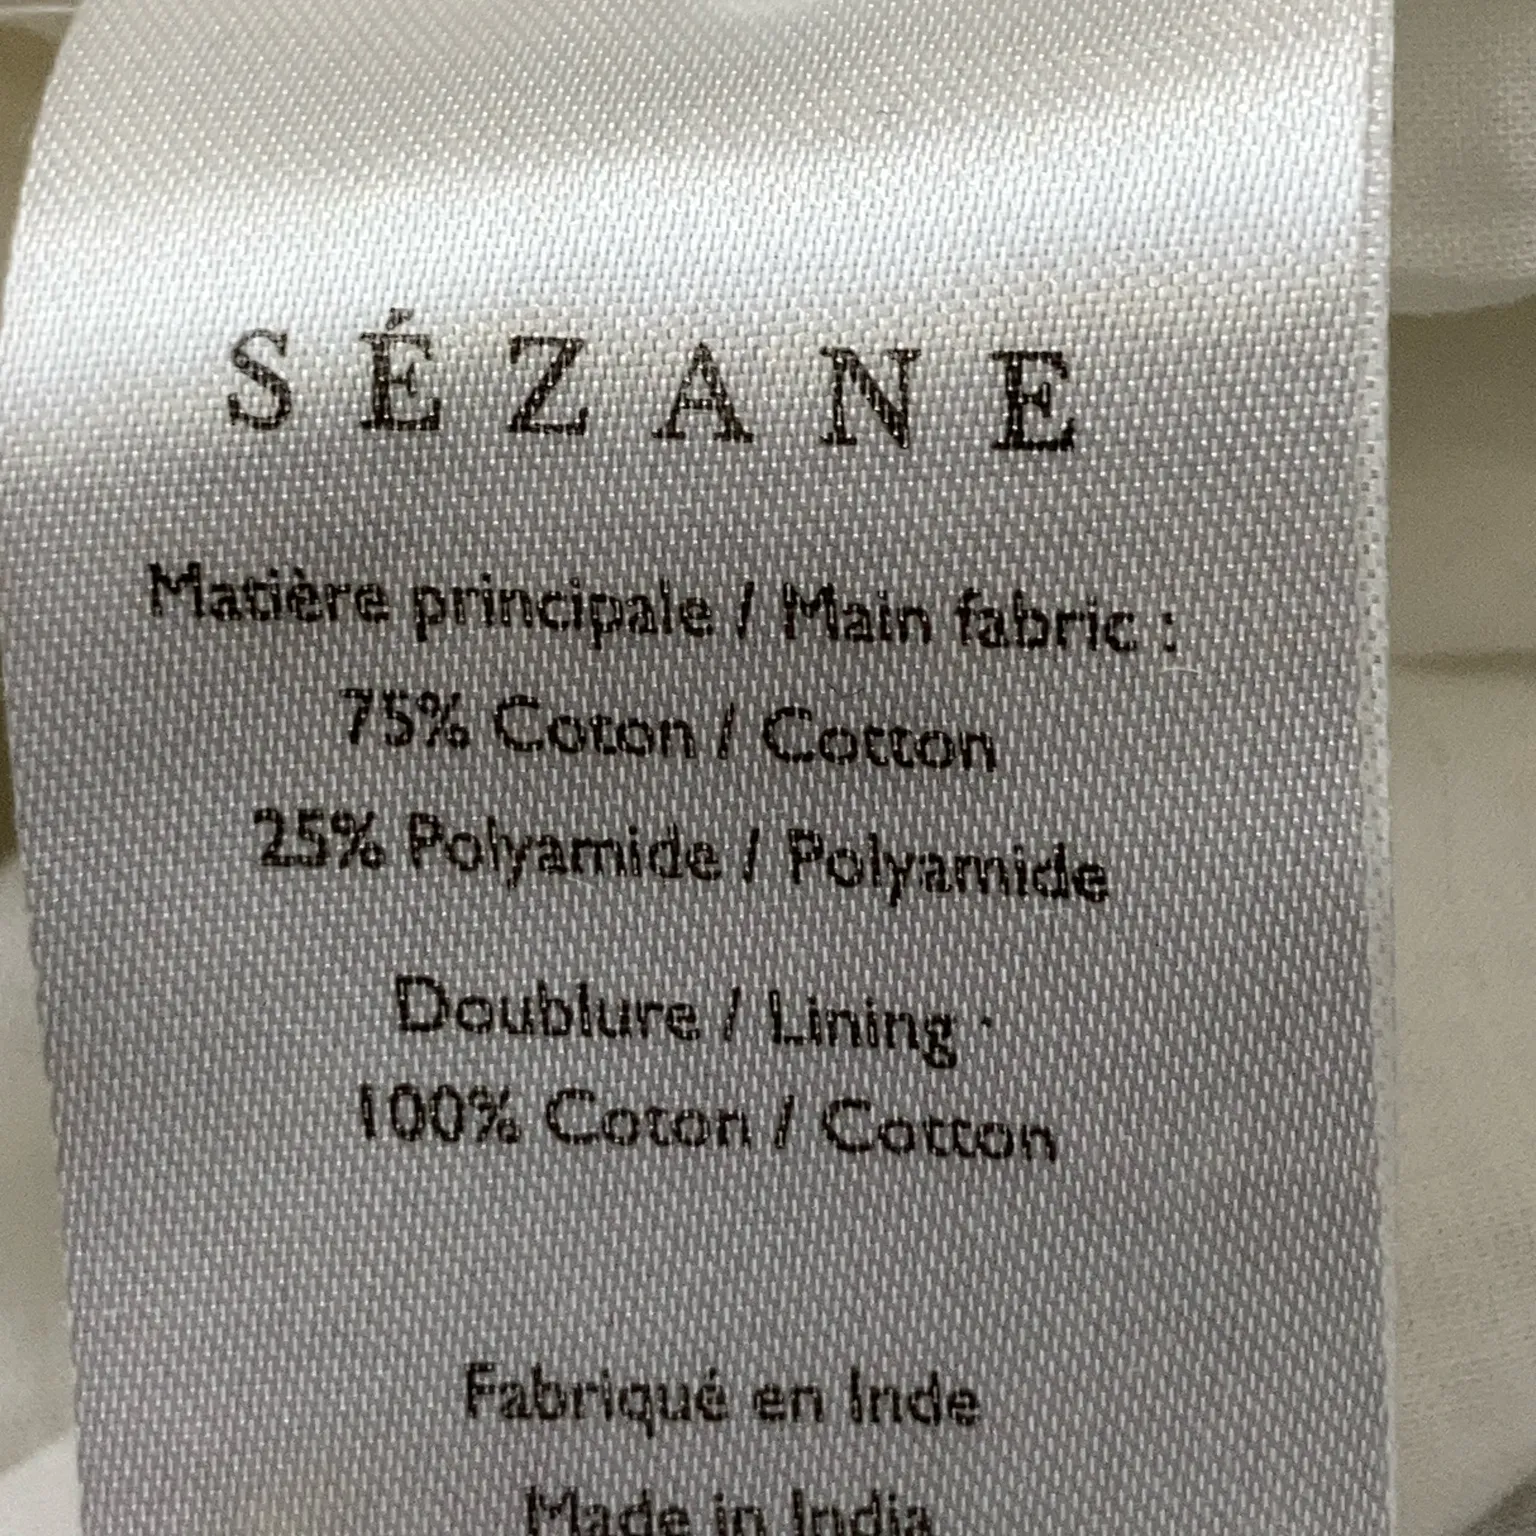 SÉZANE
Matière principale / Main fabric :
75% Coton / Cotton
25% Polyamide / Polyamide
Doublure / Lining :
100% Coton / Cotton
Fabriqué en Inde
Made in India